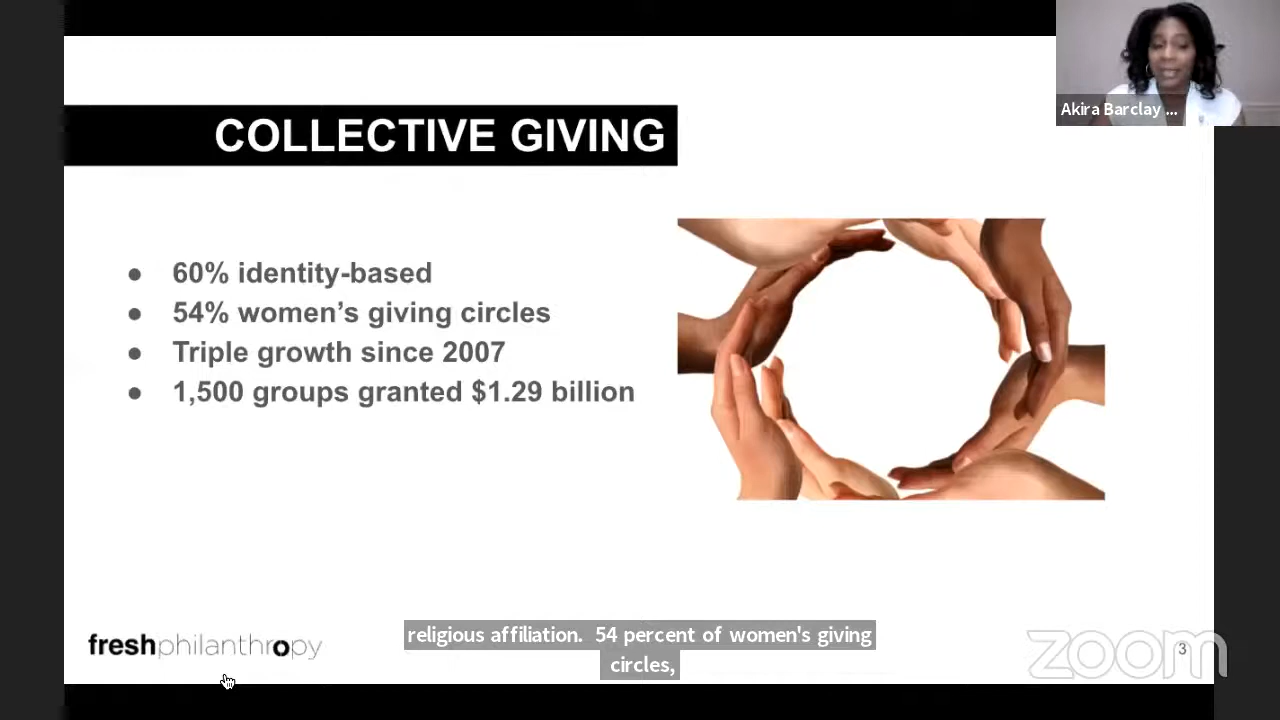 Akira Barclay ...
COLLECTIVE GIVING
● 60% identity-based
● 54% women’s giving circles
● Triple growth since 2007
● 1,500 groups granted $1.29 billion
freshphilanthropy
religious affiliation. 54 percent of women's giving
circles,
zoom
3